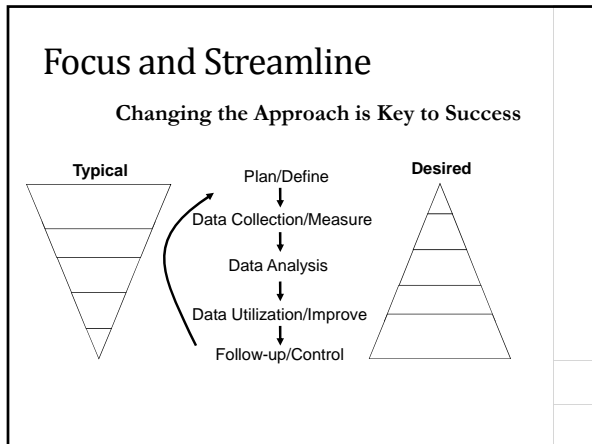 Focus and Streamline
Changing the Approach is Key to Success
Typical
Plan/Define
Desired
Data Collection/Measure
Data Analysis
Data Utilization/Improve
Follow-up/Control